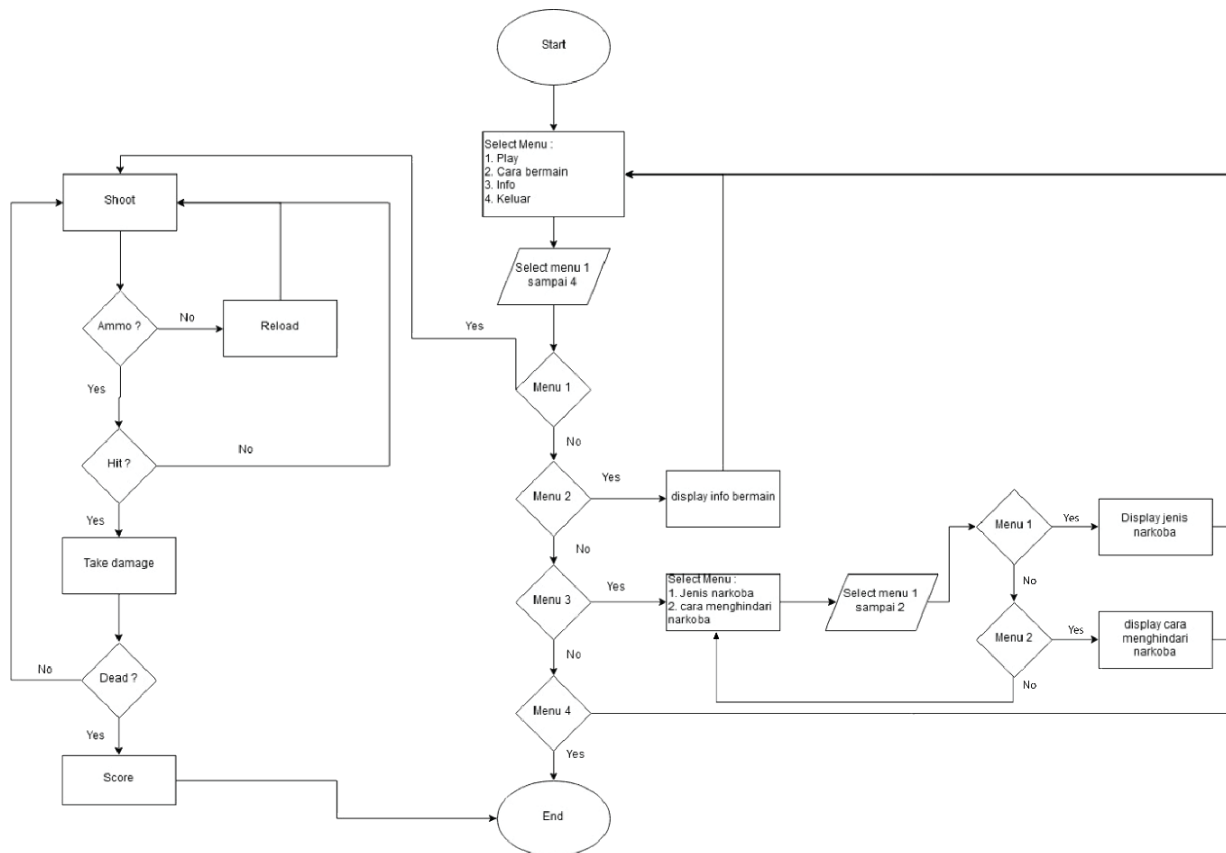 Start
Select Menu :
1. Play
2. Cara bermain
3. Info
4. Keluar
Shoot
Select menu 1
sampai 4
Ammo ?
No
Reload
Yes
Yes
Menu 1
No
Hit ?
No
Yes
Menu 2
Yes
display info bermain
No
Menu 1
Yes
Display jenis
narkoba
No
Take damage
Menu 3
Yes
Select Menu :
1. Jenis narkoba
2. cara menghindari
narkoba
Select menu 1
sampai 2
Menu 2
Yes
display cara
menghindari
narkoba
No
No
Dead ?
No
Yes
Menu 4
Yes
Score
End